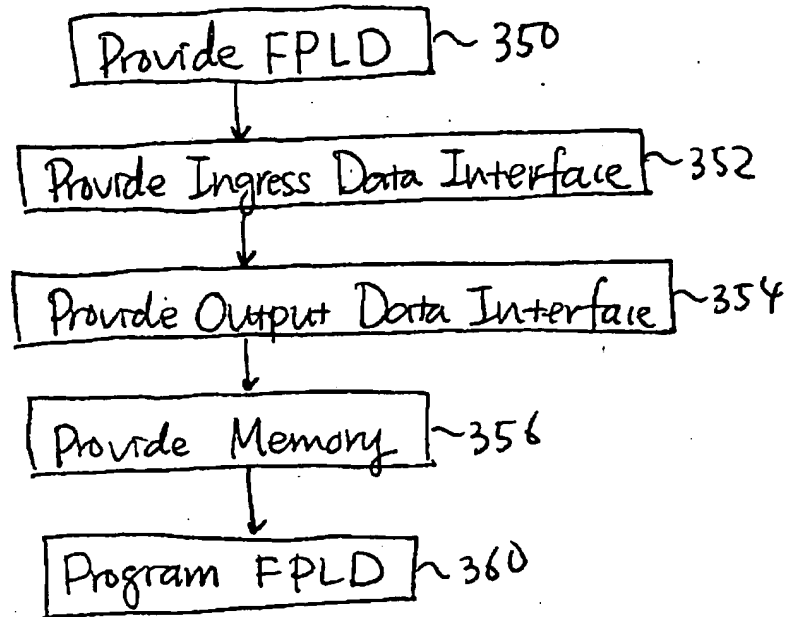 Provide FPLD ~ 350
Provide Ingress Data Interface ~352
Provide Output Data Interface ~354
Provide Memory ~356
Program FPLD ~ 360